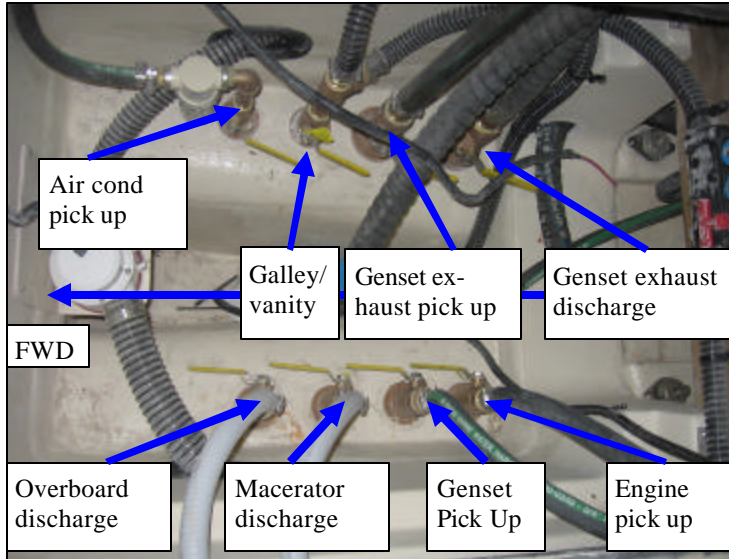 Air cond
pick up
Galley/
vanity
Genset ex-
haust pick up
Genset exhaust
discharge
FWD
Overboard
discharge
Macerator
discharge
Genset
Pick Up
Engine
pick up